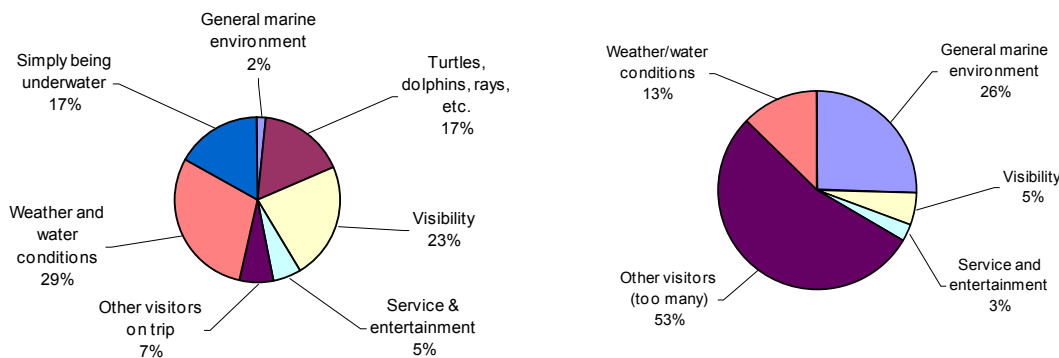 General marine
environment
2%
Turtles,
dolphins, rays,
etc.
17%
Visibility
23%
Service &
entertainment
5%
Other visitors
on trip
7%
Weather and
water
conditions
29%
Simply being
underwater
17%
General marine
environment
26%
Visibility
5%
Service and
entertainment
3%
Other visitors
(too many)
53%
Weather/water
conditions
13%